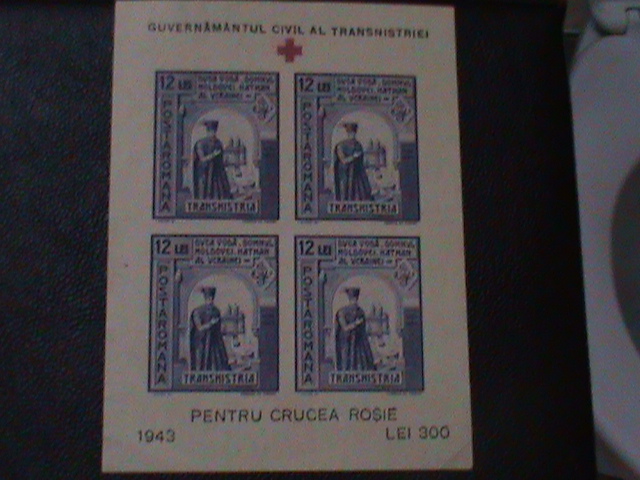 GUVERNĂMÂNTUL CIVIL AL TRANSNISTRIEI
12 LEI
DUCA VODĂ, DOMNUL
MOLDOVEI, HATMAN
AL UCRAINEI
POSTA ROMANA
TRANSNISTRIA
12 LEI
DUCA VODĂ, DOMNUL
MOLDOVEI, HATMAN
AL UCRAINEI
POSTA ROMANA
TRANSNISTRIA
12 LEI
DUCA VODĂ, DOMNUL
MOLDOVEI, HATMAN
AL UCRAINEI
POSTA ROMANA
TRANSNISTRIA
12 LEI
DUCA VODĂ, DOMNUL
MOLDOVEI, HATMAN
AL UCRAINEI
POSTA ROMANA
TRANSNISTRIA
PENTRU CRUCEA ROȘIE
1943 LEI 300